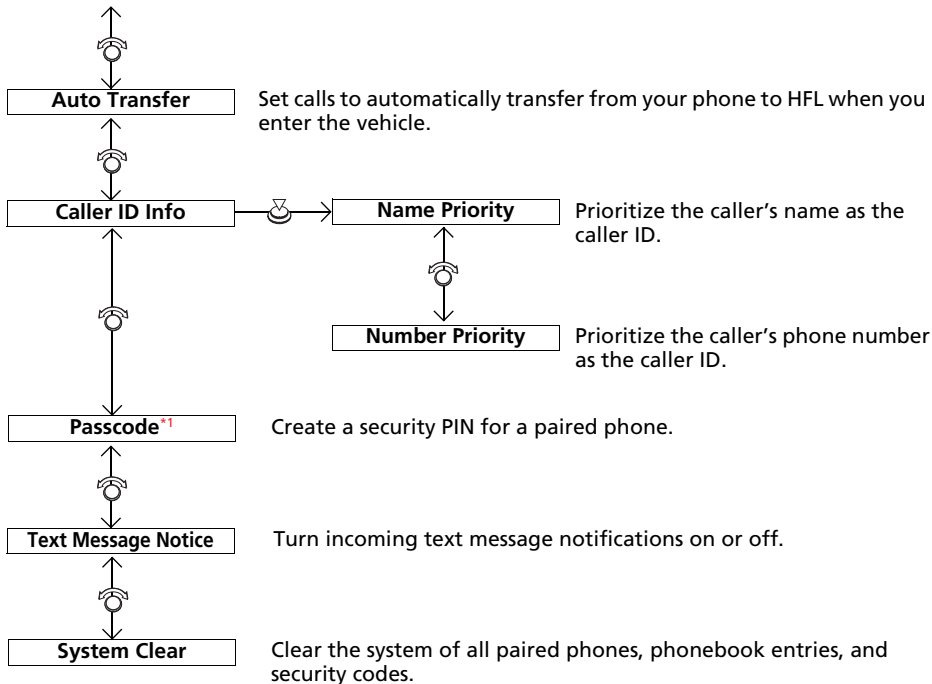 Auto Transfer
Set calls to automatically transfer from your phone to HFL when you
enter the vehicle.
Caller ID Info
Name Priority
Prioritize the caller's name as the
caller ID.
Number Priority
Prioritize the caller's phone number
as the caller ID.
Passcode*1
Create a security PIN for a paired phone.
Text Message Notice
Turn incoming text message notifications on or off.
System Clear
Clear the system of all paired phones, phonebook entries, and
security codes.